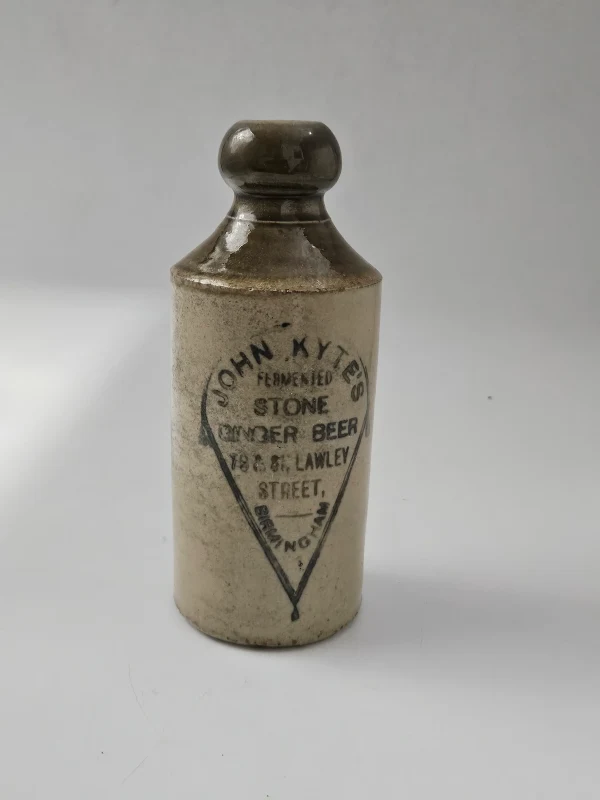 JOHN KYTE'S
FERMENTED
STONE
GINGER BEER
79 & 81, LAWLEY
STREET,
BIRMINGHAM